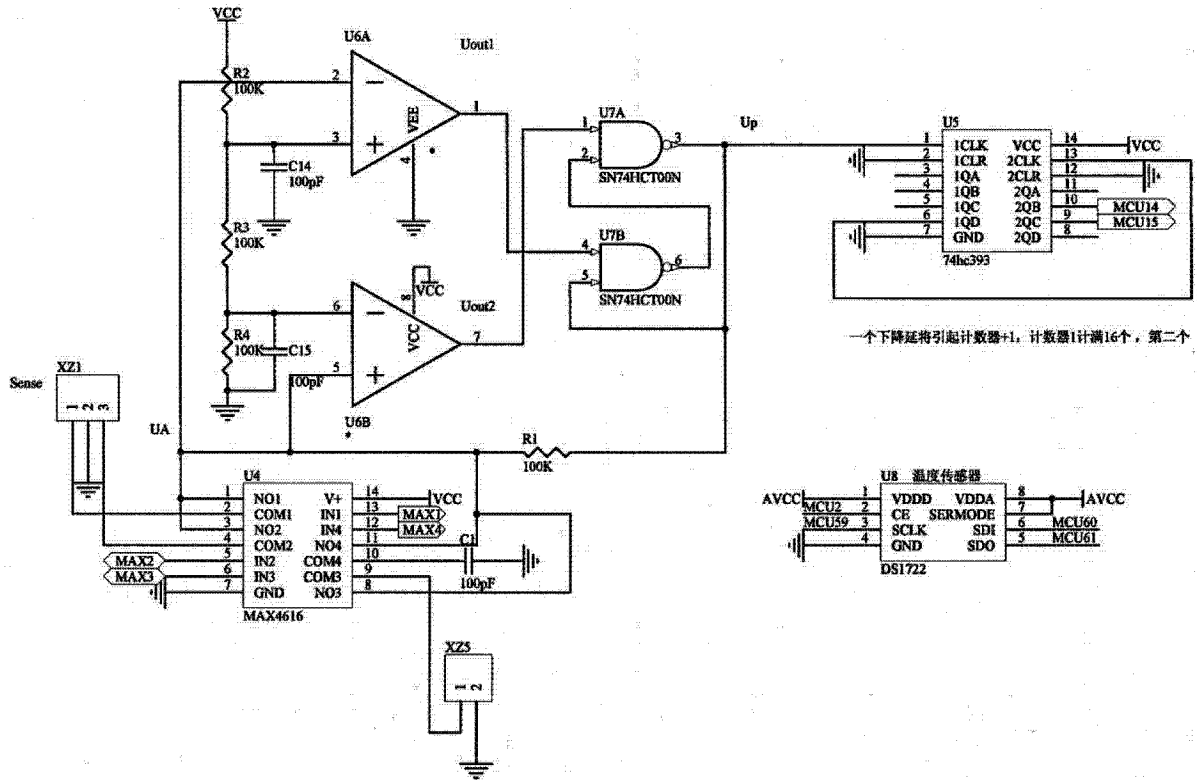 VCC
R2
100K
C14
100pF
R3
100K
R4
100K
C15
100pF
U6A
Uout1
2
3
1
4
VEE
6
5
7
8
VCC
VCC
Uout2
U6B
U7A
1
2
3
SN74HCT00N
U7B
4
5
6
SN74HCT00N
Up
U5
1 1CLK VCC 14 VCC
2 1CLR 2CLK 13
3 1QA 2CLR 12
4 1QB 2QA 11
5 1QC 2QB 10 MCU14
6 1QD 2QC 9 MCU15
7 GND 2QD 8
74hc393
一个下降延将引起计数器+1，计数器1计满16个，第二个
XZ1
Sense
1 2 3
UA
R1
100K
U4
1 NO1 V+ 14 VCC
2 COM1 IN1 13 MAX1
3 NO2 IN4 12 MAX4
4 COM2 NO4 11
MAX2 5 IN2 COM4 10
MAX3 6 IN3 COM3 9
7 GND NO3 8
MAX4616
C1
100pF
XZ5
1 2
U8 温度传感器
AVCC 1 VDDD VDDA 8 AVCC
MCU2 2 CE SERMODE 7
MCU59 3 SCLK SDI 6 MCU60
4 GND SDO 5 MCU61
DS1722